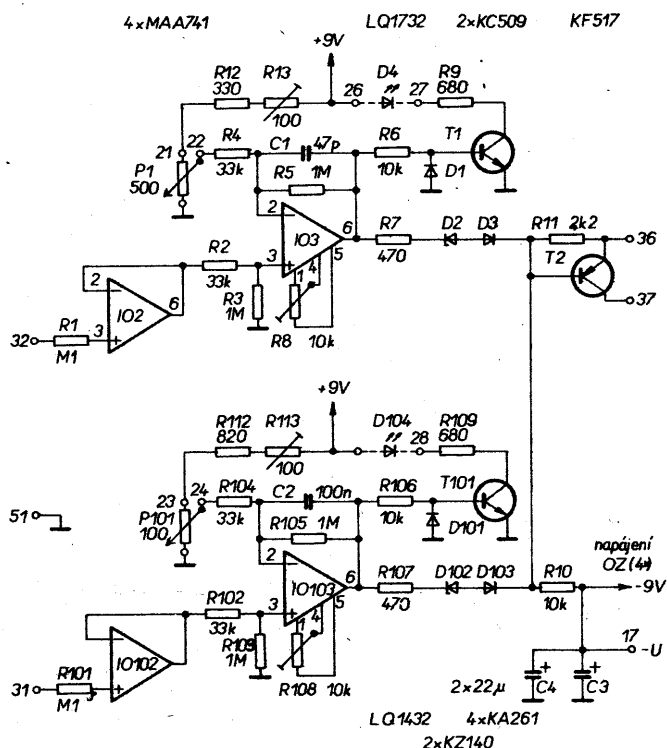 4×MAA741 LQ1732 2×KC509 KF517
+9V
R12 R13 26 D4 27 R9
330 100 680
21 22 R4 C1 47p R6 T1
P1 33k R5 1M 10k D1
500
2 IO3 6 R7 D2 D3 R11 2k2 36
R2 3 4 5 470 T2
33k 1
2 R3 37
IO2 6 1M R8 10k
R1 3
32 M1
+9V
R112 R113 D104 28 R109
820 100 680
23 24 R104 C2 100n R106 T101
51 P101 33k R105 1M 10k D101
100
napájení
OZ (4×)
2 IO103 6 R107 D102 D103 R10 -9V
R102 3 4 5 470 10k
33k 1
2 R109 17
IO102 6 1M R108 10k -U
R101 3
31 M1
2×22µ + C4 + C3
LQ1432 4×KA261
2×KZ140